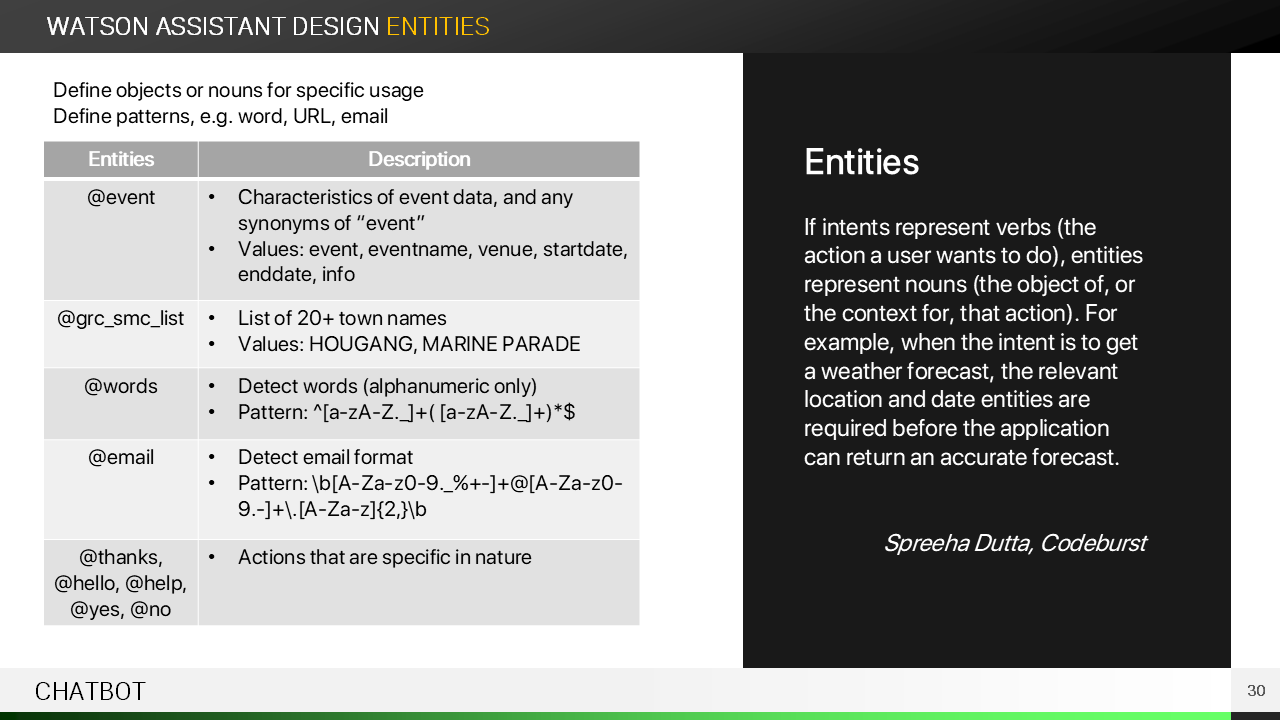 WATSON ASSISTANT DESIGN ENTITIES
Define objects or nouns for specific usage
Define patterns, e.g. word, URL, email
Entities Description
@event
• Characteristics of event data, and any
synonyms of “event”
• Values: event, eventname, venue, startdate,
enddate, info
@grc_smc_list
• List of 20+ town names
• Values: HOUGANG, MARINE PARADE
@words
• Detect words (alphanumeric only)
• Pattern: ^[a-zA-Z._]+( [a-zA-Z._]+)*$
@email
• Detect email format
• Pattern: \b[A-Za-z0-9._%+-]+@[A-Za-z0-
9.-]+\.[A-Za-z]{2,}\b
@thanks,
@hello, @help,
@yes, @no
• Actions that are specific in nature
Entities
If intents represent verbs (the
action a user wants to do), entities
represent nouns (the object of, or
the context for, that action). For
example, when the intent is to get
a weather forecast, the relevant
location and date entities are
required before the application
can return an accurate forecast.
Spreeha Dutta, Codeburst
CHATBOT
30